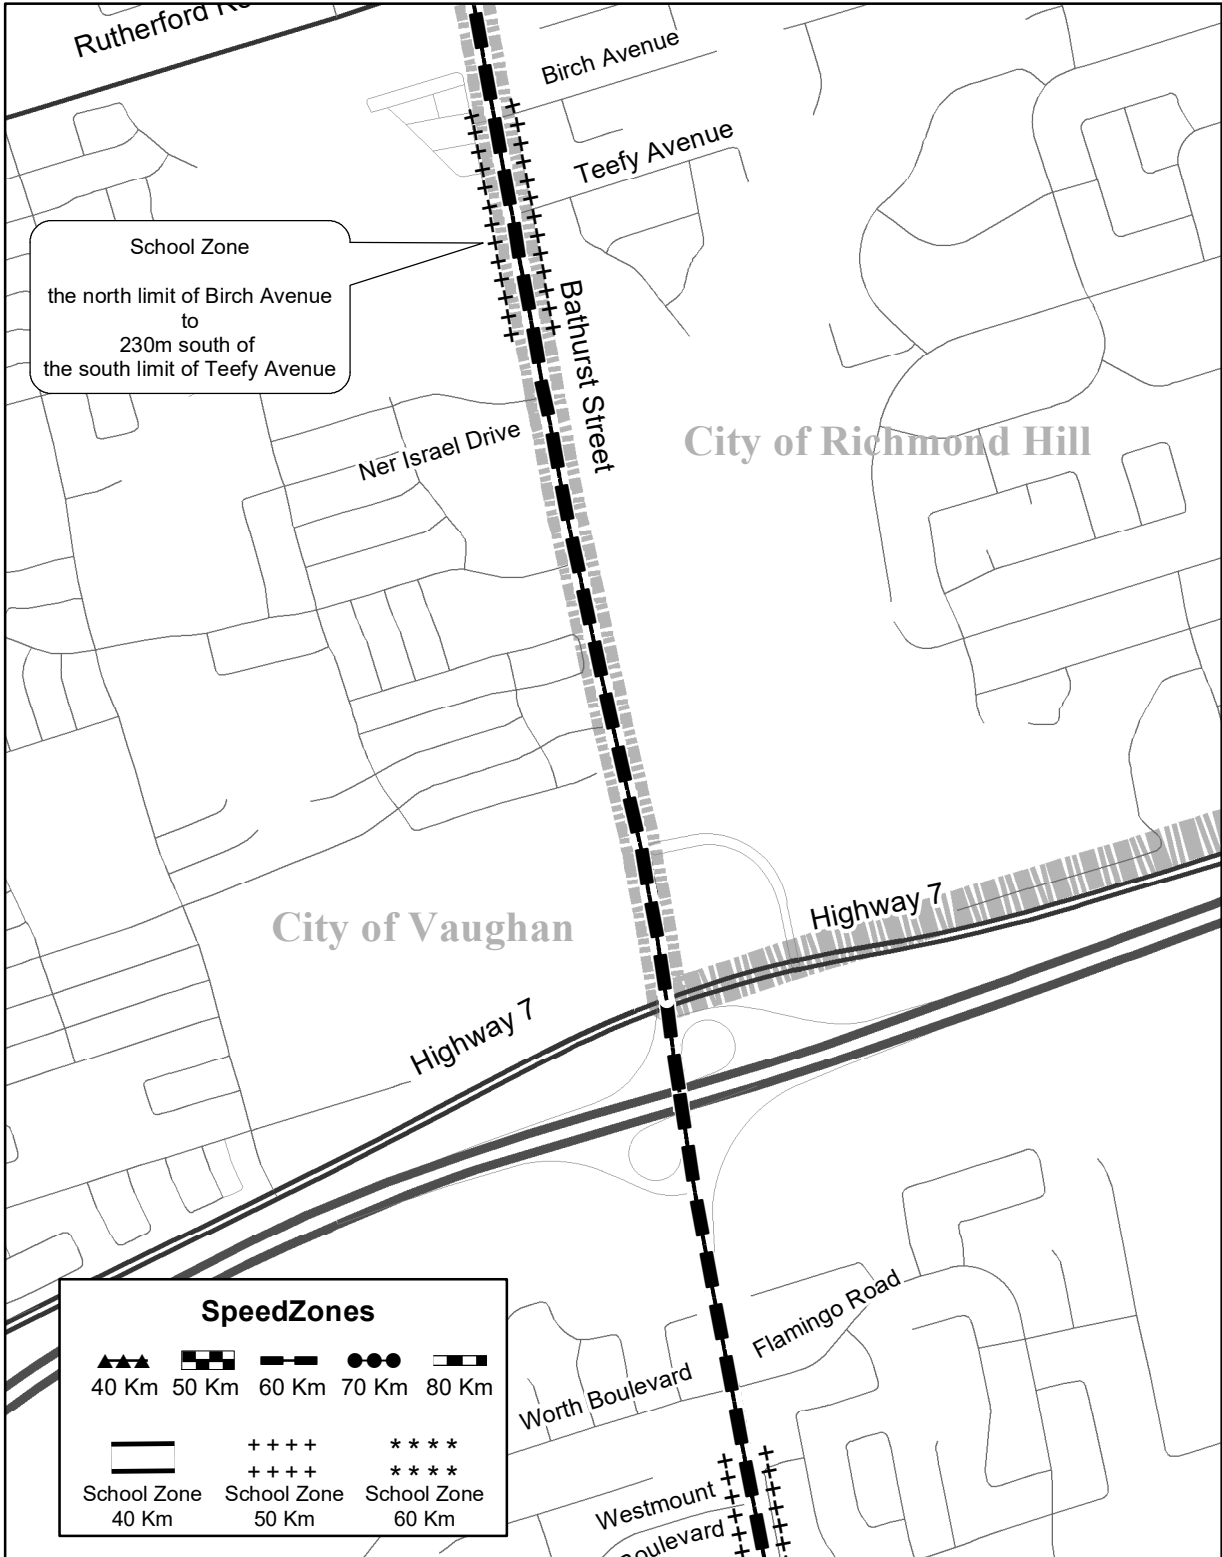 Rutherford
Birch Avenue
Teefy Avenue
School Zone
the north limit of Birch Avenue
to
230m south of
the south limit of Teefy Avenue
Bathurst Street
Ner Israel Drive
City of Richmond Hill
City of Vaughan
Highway 7
Highway 7
Flamingo Road
Worth Boulevard
Westmount
Boulevard
SpeedZones
40 Km 50 Km 60 Km 70 Km 80 Km
School Zone School Zone School Zone
40 Km 50 Km 60 Km